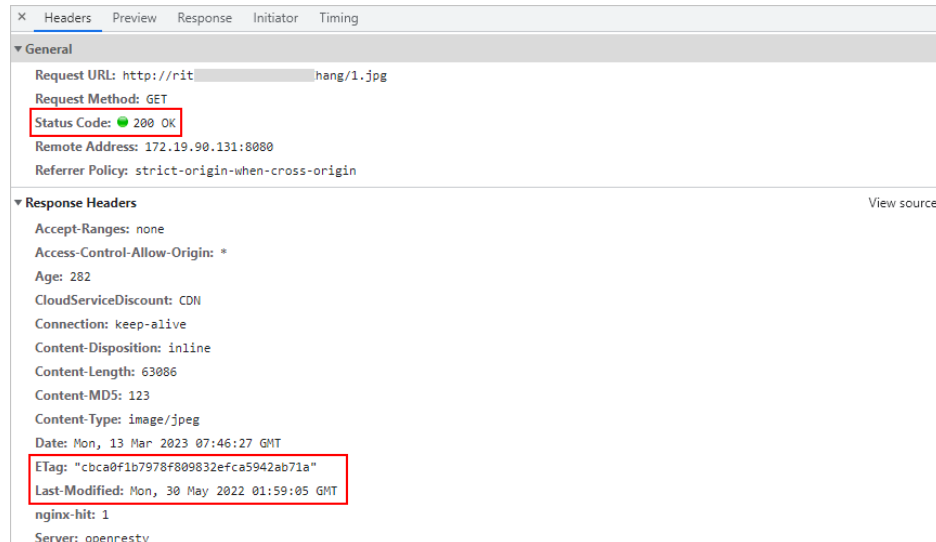 × Headers Preview Response Initiator Timing
▼ General
Request URL: http://rit hang/1.jpg
Request Method: GET
Status Code: 200 OK
Remote Address: 172.19.90.131:8080
Referrer Policy: strict-origin-when-cross-origin
▼ Response Headers View source
Accept-Ranges: none
Access-Control-Allow-Origin: *
Age: 282
CloudServiceDiscount: CDN
Connection: keep-alive
Content-Disposition: inline
Content-Length: 63086
Content-MD5: 123
Content-Type: image/jpeg
Date: Mon, 13 Mar 2023 07:46:27 GMT
ETag: "cbca0f1b7978f809832efca5942ab71a"
Last-Modified: Mon, 30 May 2022 01:59:05 GMT
nginx-hit: 1
Server: openresty